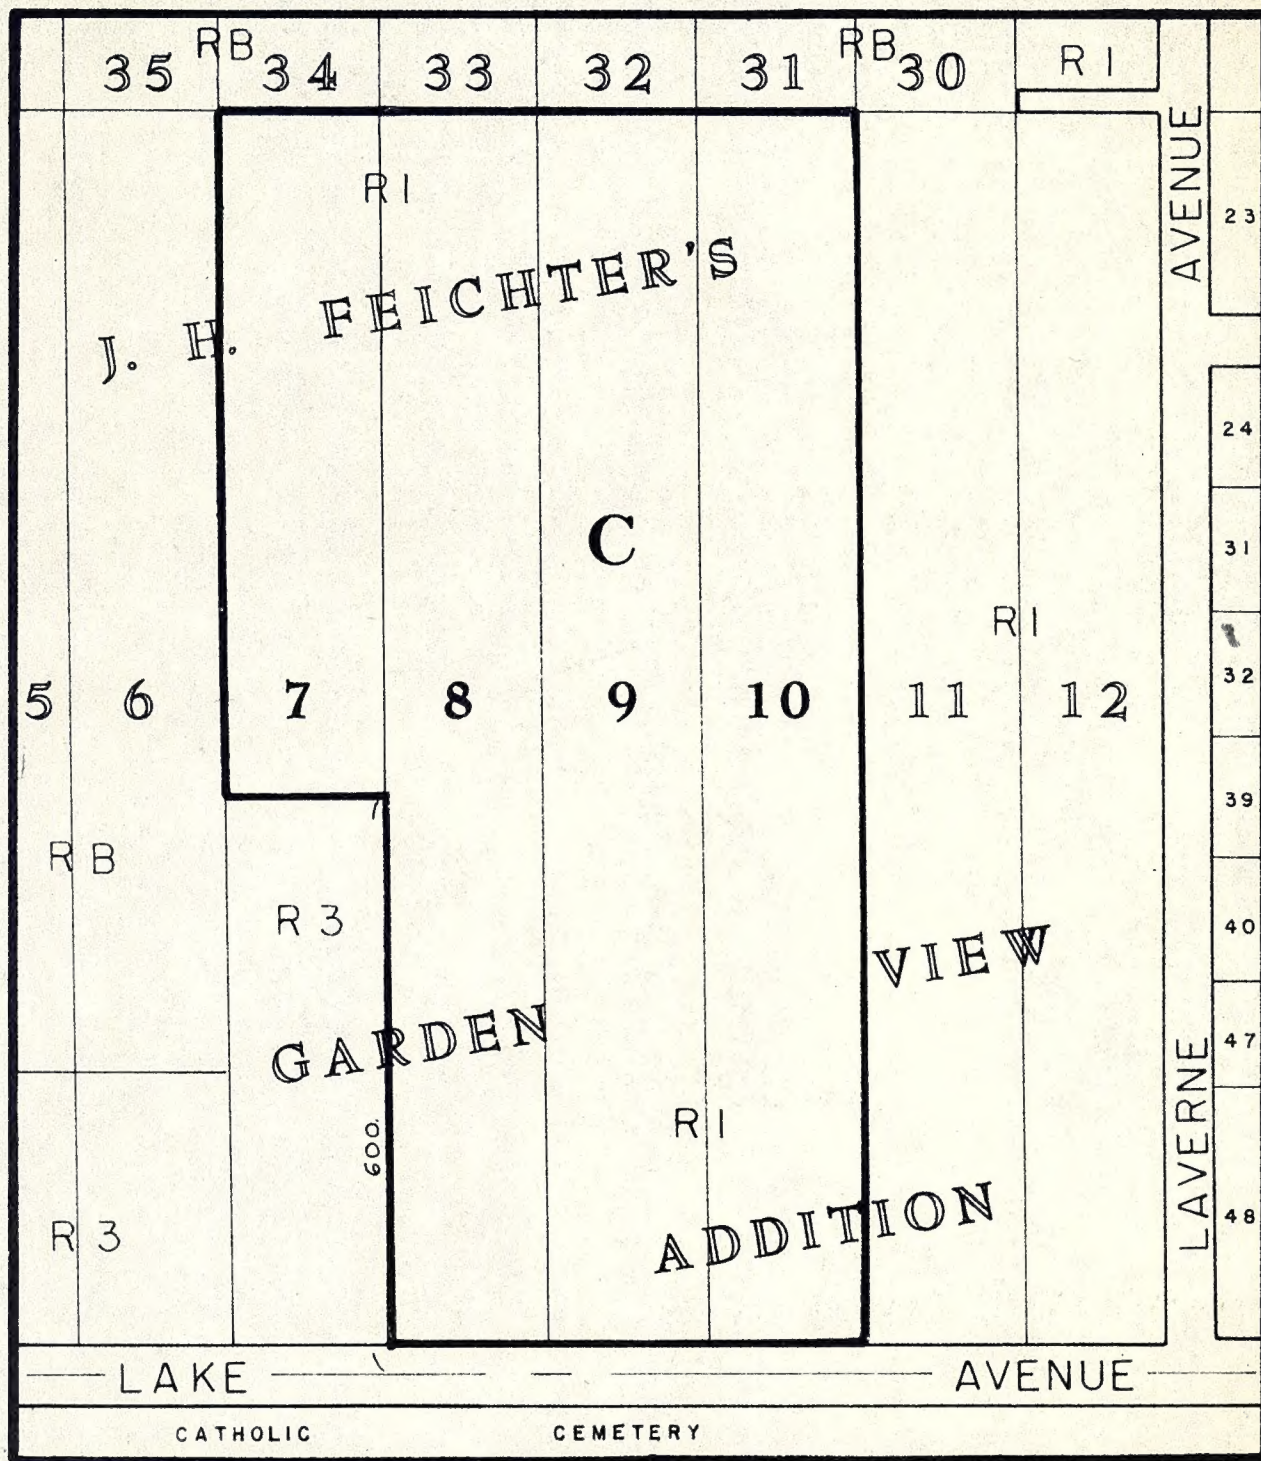 RB RB R1
35 34 33 32 31 30
R1
AVENUE
23
J. H. FEICHTER'S
24
C
31
R1
32
5 6 7 8 9 10 11 12
39
RB
R3
40
VIEW
GARDEN
47
LAVERNE
R1
600.
48
R3
ADDITION
LAKE AVENUE
CATHOLIC CEMETERY